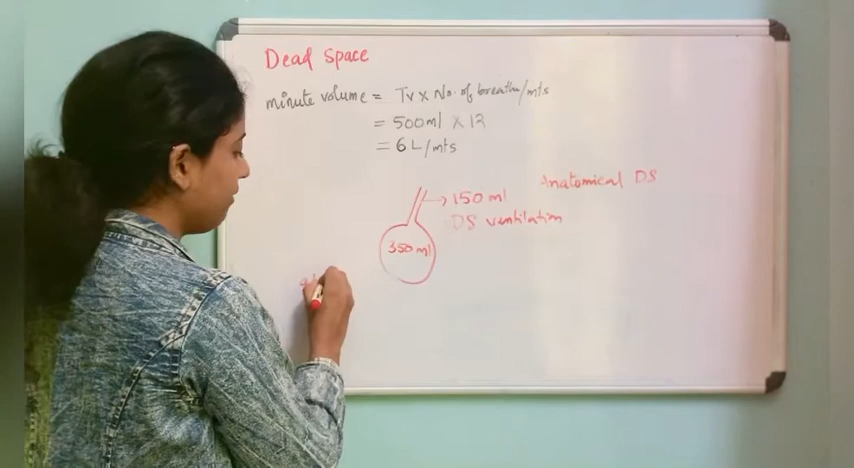 Dead Space
minute volume = Tv x No. of breaths/mts
= 500ml x 12
= 6L/mts
150 ml
Anatomical DS
DS ventilation
350 ml